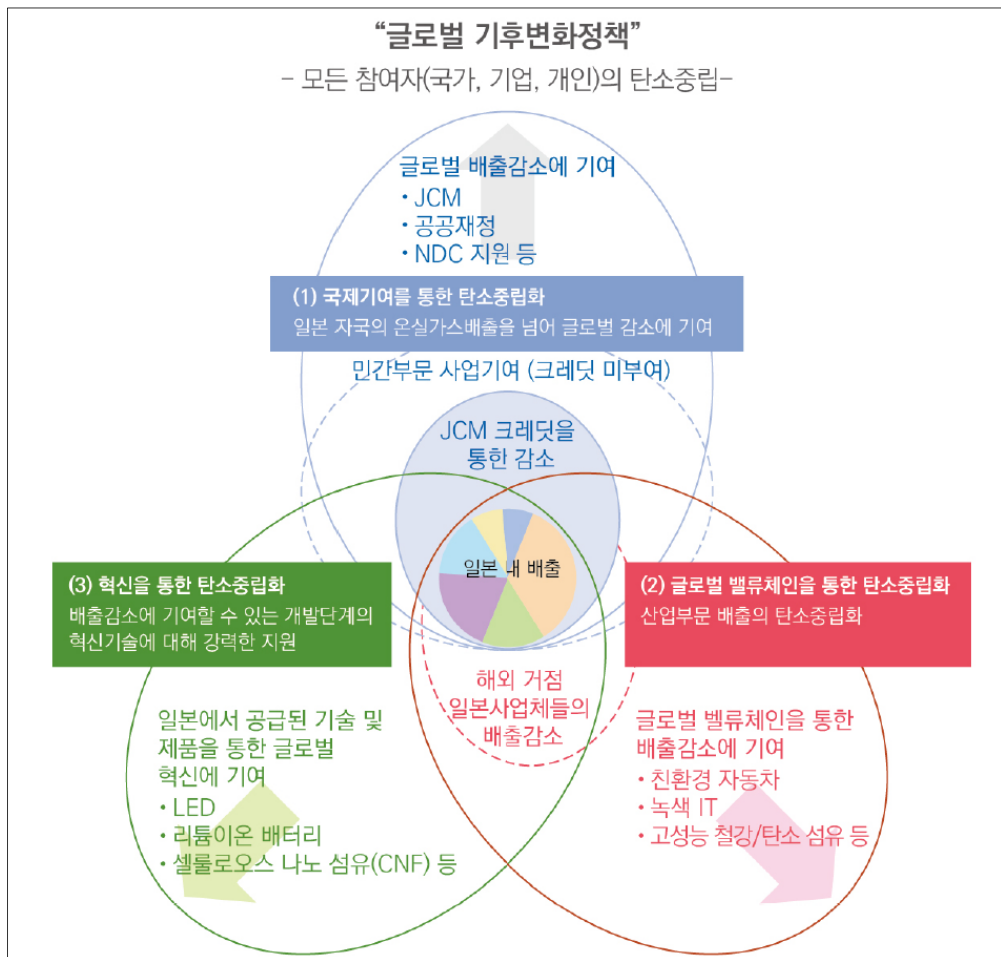 “글로벌 기후변화정책”
- 모든 참여자(국가, 기업, 개인)의 탄소중립-
글로벌 배출감소에 기여
• JCM
• 공공재정
• NDC 지원 등
(1) 국제기여를 통한 탄소중립화
일본 자국의 온실가스배출을 넘어 글로벌 감소에 기여
민간부문 사업기여 (크레딧 미부여)
JCM 크레딧을
통한 감소
일본 내 배출
(3) 혁신을 통한 탄소중립화
배출감소에 기여할 수 있는 개발단계의
혁신기술에 대해 강력한 지원
(2) 글로벌 밸류체인을 통한 탄소중립화
산업부문 배출의 탄소중립화
해외 거점
일본사업체들의
배출감소
일본에서 공급된 기술 및
제품을 통한 글로벌
혁신에 기여
• LED
• 리튬이온 배터리
• 셀룰로오스 나노 섬유(CNF) 등
글로벌 벨류체인을 통한
배출감소에 기여
• 친환경 자동차
• 녹색 IT
• 고성능 철강/탄소 섬유 등